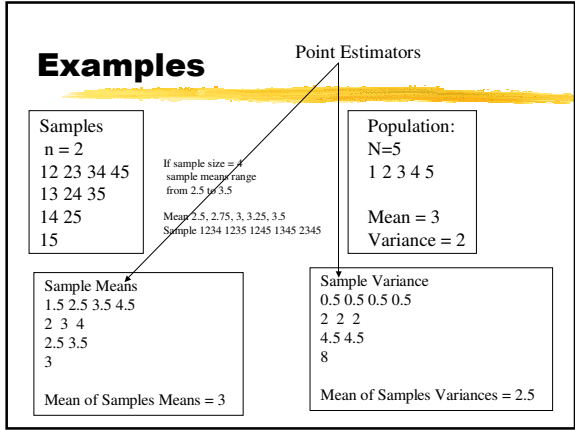 Point Estimators
Examples
Samples
n = 2
12 23 34 45
13 24 35
14 25
15
If sample size = 4
sample means range
from 2.5 to 3.5
Mean 2.5, 2.75, 3, 3.25, 3.5
Sample 1234 1235 1245 1345 2345
Population:
N=5
1 2 3 4 5
Mean = 3
Variance = 2
Sample Means
1.5 2.5 3.5 4.5
2 3 4
2.5 3.5
3
Mean of Samples Means = 3
Sample Variance
0.5 0.5 0.5 0.5
2 2 2
4.5 4.5
8
Mean of Samples Variances = 2.5